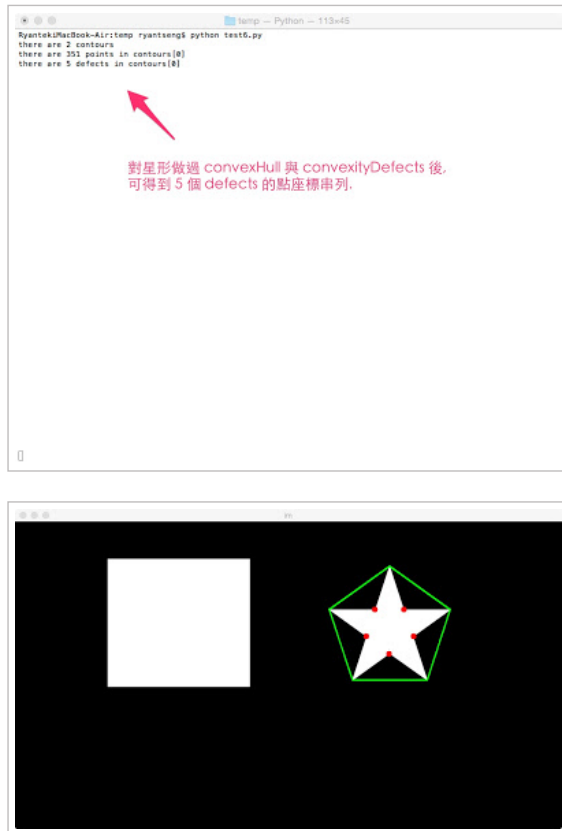 temp — Python — 113×45
RyantekiMacBook-Air:temp ryantseng$ python test6.py
there are 2 contours
there are 351 points in contours[0]
there are 5 defects in contours[0]
對星形做過 convexHull 與 convexityDefects 後,
可得到 5 個 defects 的點座標串列.
im